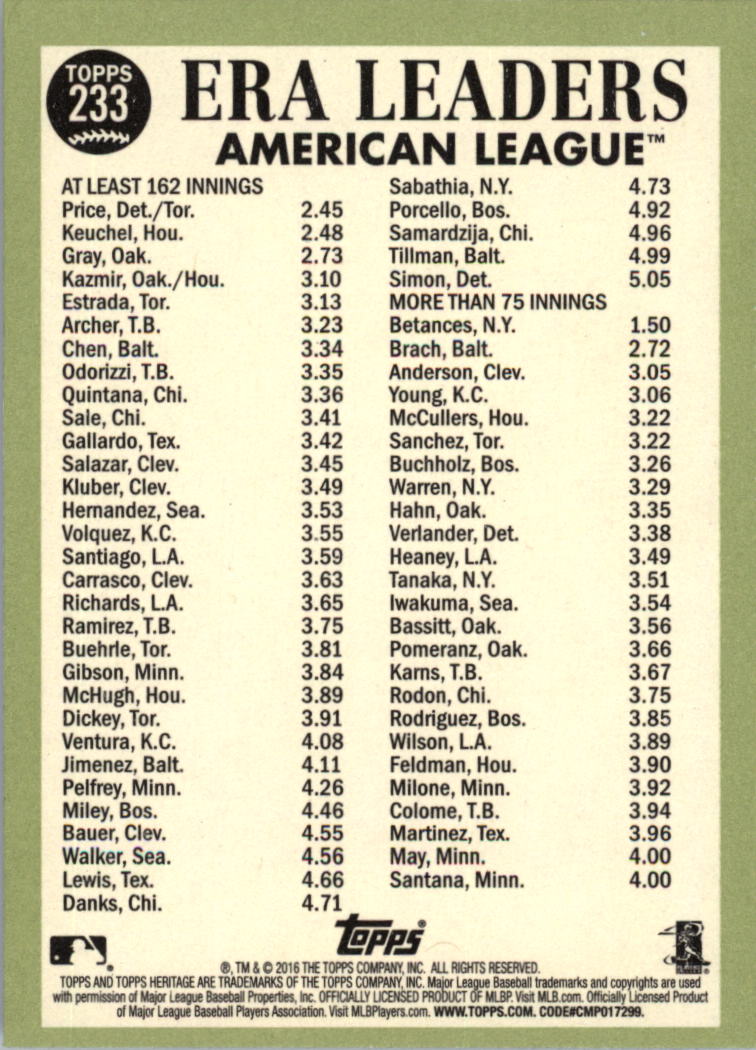 TOPPS
233
ERA LEADERS
AMERICAN LEAGUE™
AT LEAST 162 INNINGS
Price, Det./Tor. 2.45
Keuchel, Hou. 2.48
Gray, Oak. 2.73
Kazmir, Oak./Hou. 3.10
Estrada, Tor. 3.13
Archer, T.B. 3.23
Chen, Balt. 3.34
Odorizzi, T.B. 3.35
Quintana, Chi. 3.36
Sale, Chi. 3.41
Gallardo, Tex. 3.42
Salazar, Clev. 3.45
Kluber, Clev. 3.49
Hernandez, Sea. 3.53
Volquez, K.C. 3.55
Santiago, L.A. 3.59
Carrasco, Clev. 3.63
Richards, L.A. 3.65
Ramirez, T.B. 3.75
Buehrle, Tor. 3.81
Gibson, Minn. 3.84
McHugh, Hou. 3.89
Dickey, Tor. 3.91
Ventura, K.C. 4.08
Jimenez, Balt. 4.11
Pelfrey, Minn. 4.26
Miley, Bos. 4.46
Bauer, Clev. 4.55
Walker, Sea. 4.56
Lewis, Tex. 4.66
Danks, Chi. 4.71
Sabathia, N.Y. 4.73
Porcello, Bos. 4.92
Samardzija, Chi. 4.96
Tillman, Balt. 4.99
Simon, Det. 5.05
MORE THAN 75 INNINGS
Betances, N.Y. 1.50
Brach, Balt. 2.72
Anderson, Clev. 3.05
Young, K.C. 3.06
McCullers, Hou. 3.22
Sanchez, Tor. 3.22
Buchholz, Bos. 3.26
Warren, N.Y. 3.29
Hahn, Oak. 3.35
Verlander, Det. 3.38
Heaney, L.A. 3.49
Tanaka, N.Y. 3.51
Iwakuma, Sea. 3.54
Bassitt, Oak. 3.56
Pomeranz, Oak. 3.66
Karns, T.B. 3.67
Rodon, Chi. 3.75
Rodriguez, Bos. 3.85
Wilson, L.A. 3.89
Feldman, Hou. 3.90
Milone, Minn. 3.92
Colome, T.B. 3.94
Martinez, Tex. 3.96
May, Minn. 4.00
Santana, Minn. 4.00
Topps®
®, TM & © 2016 THE TOPPS COMPANY, INC. ALL RIGHTS RESERVED.
TOPPS AND TOPPS HERITAGE ARE TRADEMARKS OF THE TOPPS COMPANY, INC. Major League Baseball trademarks and copyrights are used
with permission of Major League Baseball Properties, Inc. OFFICIALLY LICENSED PRODUCT OF MLBP. Visit MLB.com. Officially Licensed Product
of Major League Baseball Players Association. Visit MLBPlayers.com. WWW.TOPPS.COM. CODE#CMP017299.